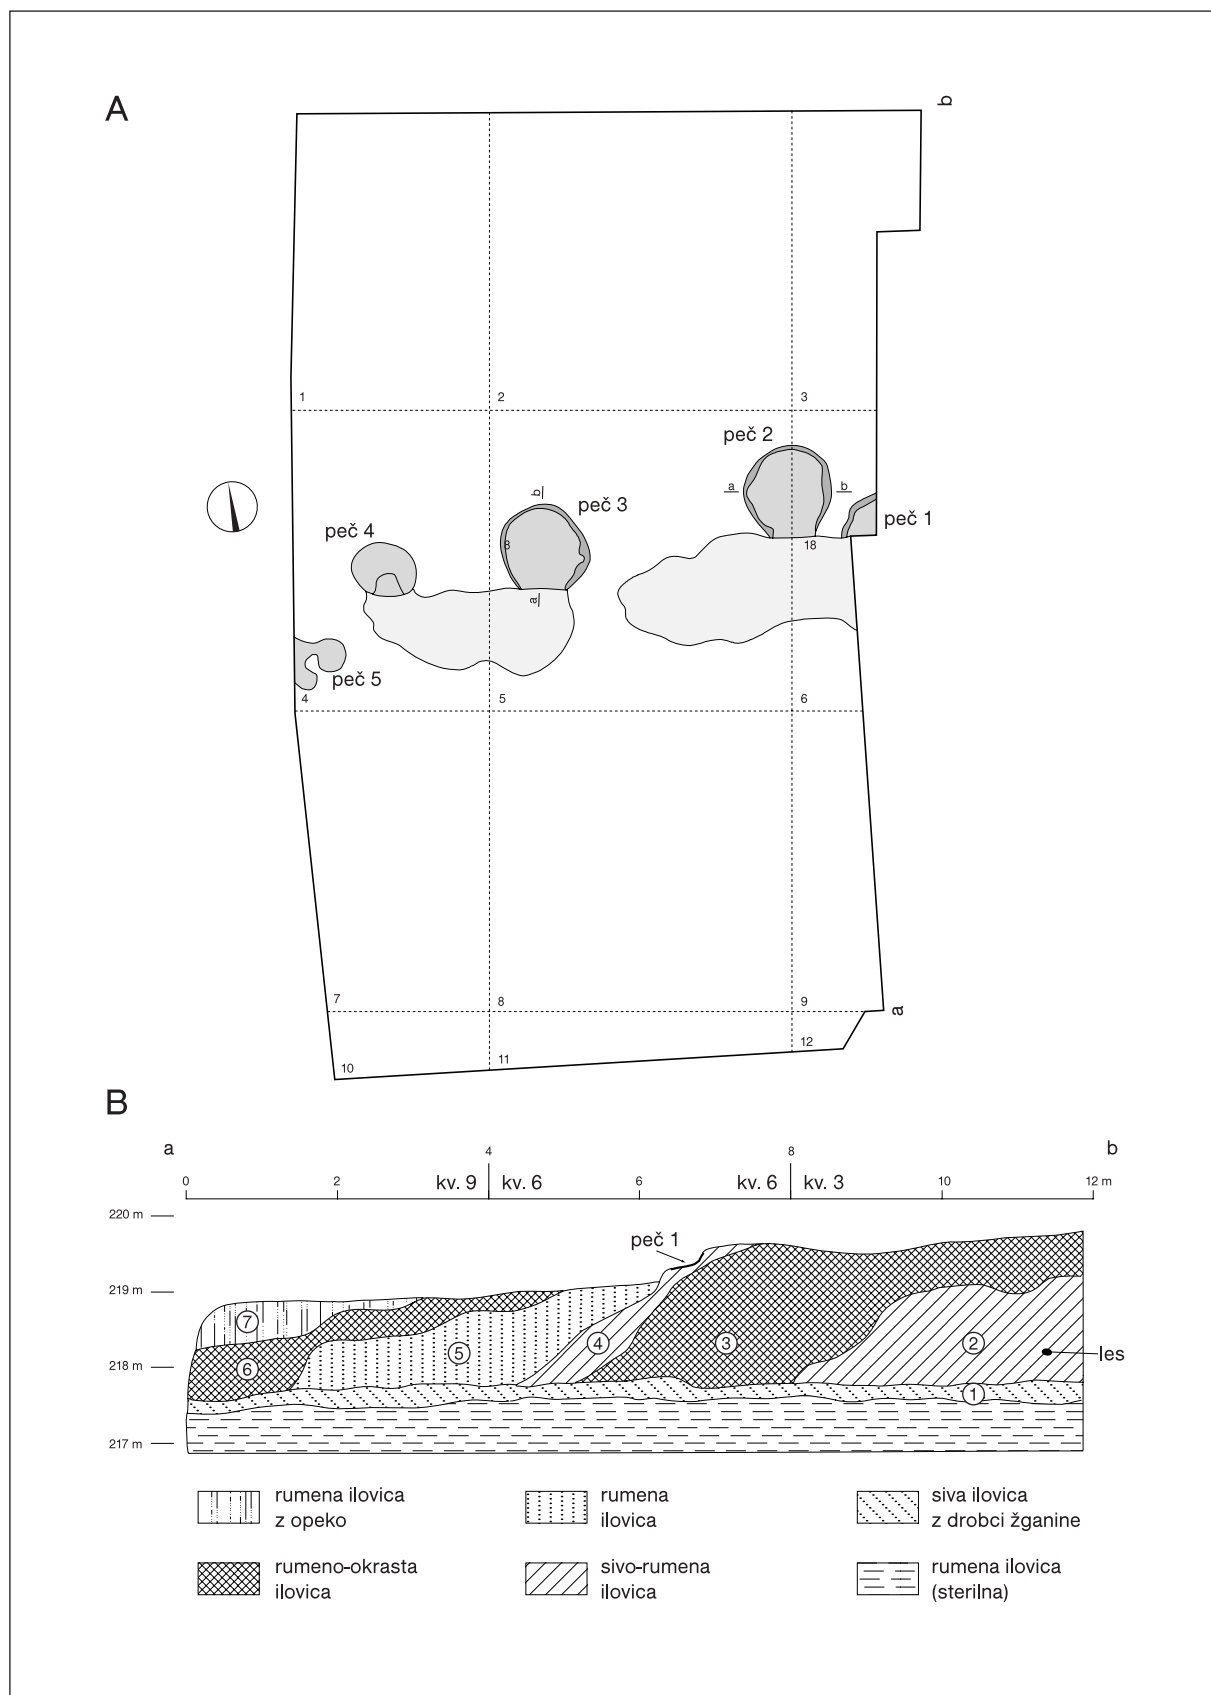 A
b
1
2
3
peč 2
a
b
b
peč 3
peč 1
peč 4
8
18
a
peč 5
4
5
6
7
8
9
a
10
11
12
B
a
4
8
b
0
2
kv. 9
kv. 6
6
kv. 6
kv. 3
10
12 m
220 m
peč 1
219 m
7
5
4
3
2
les
218 m
6
1
217 m
rumena ilovica
z opeko
rumena
ilovica
siva ilovica
z drobci žganine
rumeno-okrasta
ilovica
sivo-rumena
ilovica
rumena ilovica
(sterilna)